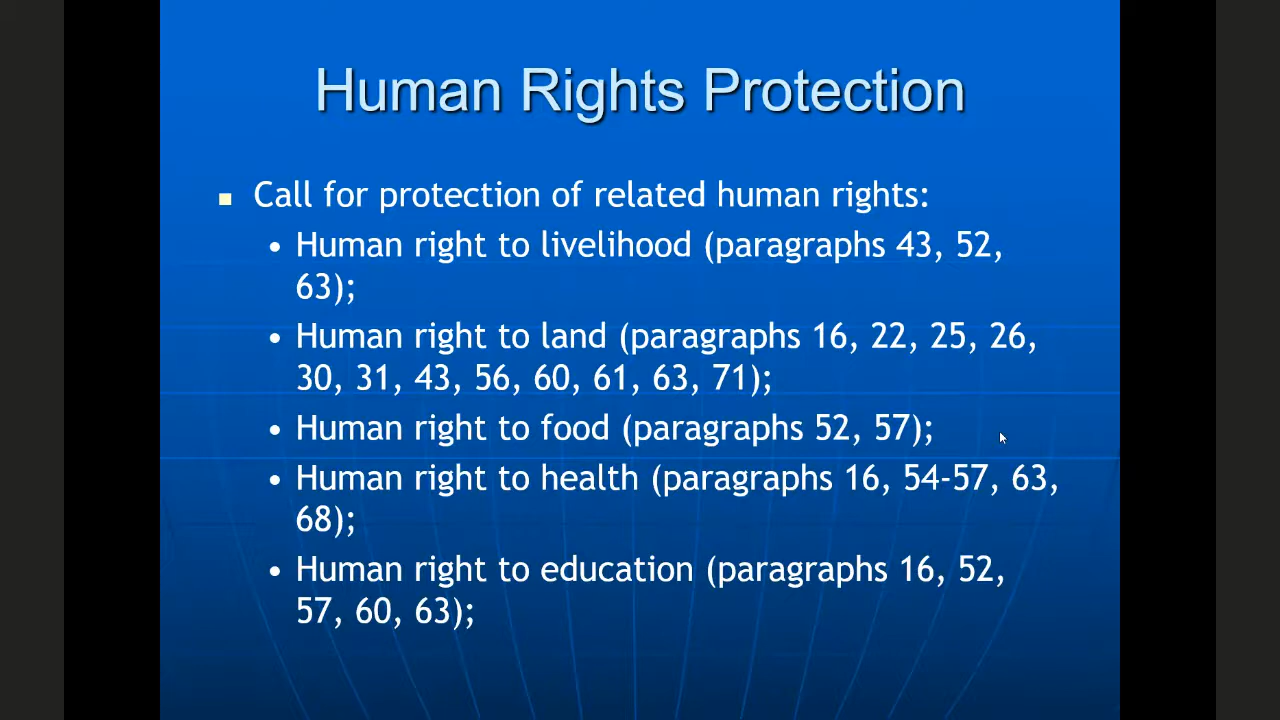 Human Rights Protection
Call for protection of related human rights:
• Human right to livelihood (paragraphs 43, 52,
63);
• Human right to land (paragraphs 16, 22, 25, 26,
30, 31, 43, 56, 60, 61, 63, 71);
• Human right to food (paragraphs 52, 57);
• Human right to health (paragraphs 16, 54-57, 63,
68);
• Human right to education (paragraphs 16, 52,
57, 60, 63);